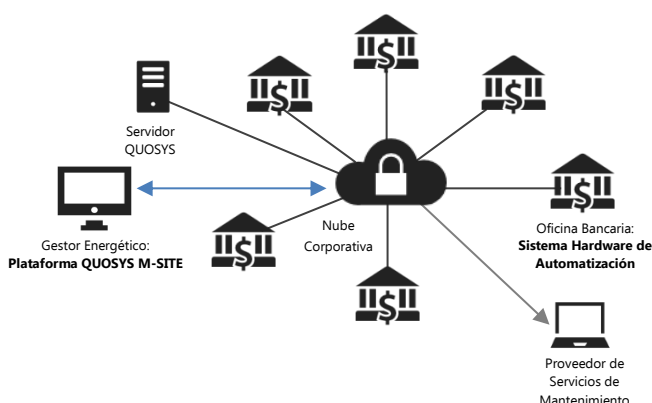 Servidor
QUOSYS
Gestor Energético:
Plataforma QUOSYS M-SITE
Nube
Corporativa
Oficina Bancaria:
Sistema Hardware de
Automatización
Proveedor de
Servicios de
Mantenimiento